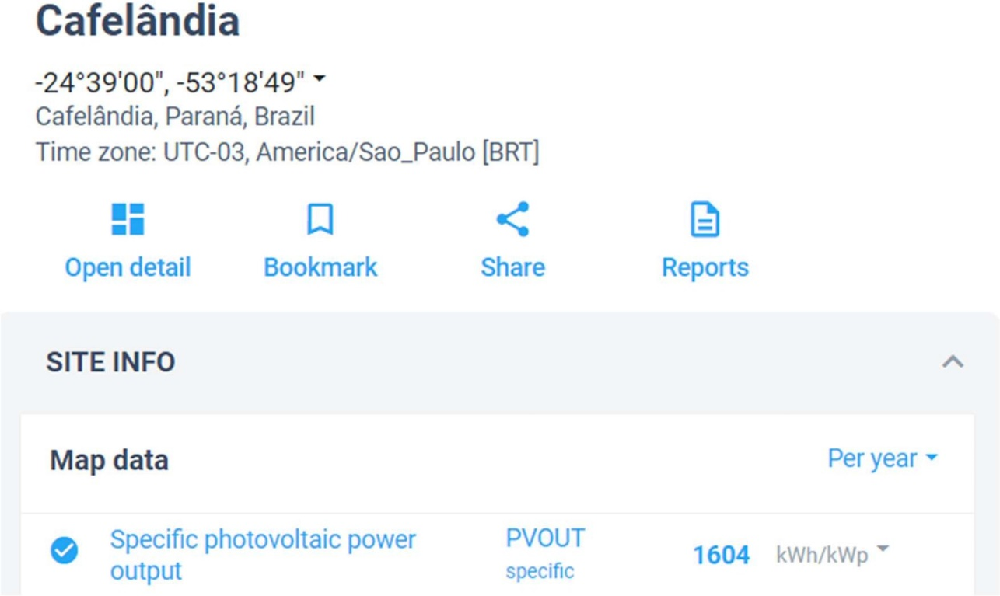 Cafelândia
-24°39'00", -53°18'49"
Cafelândia, Paraná, Brazil
Time zone: UTC-03, America/Sao_Paulo [BRT]
Open detail Bookmark Share Reports
SITE INFO
Map data Per year
Specific photovoltaic power output PVOUT specific 1604 kWh/kWp